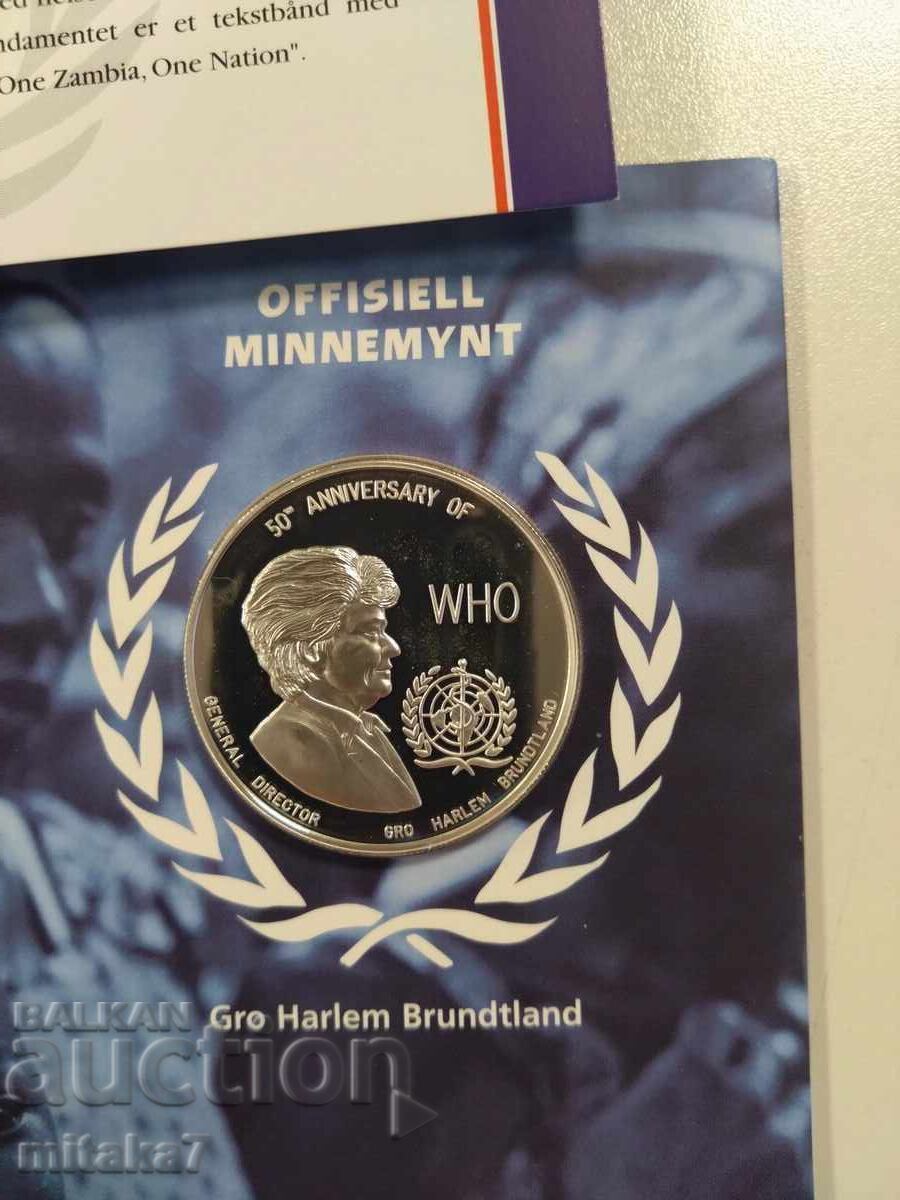 ndamentet er et tekstbånd med
One Zambia, One Nation".
OFFISIELL
MINNEMYNT
50TH ANNIVERSARY OF
WHO
GENERAL DIRECTOR GRO HARLEM BRUNDTLAND
Gro Harlem Brundtland
BALKAN
auction
mitaka7